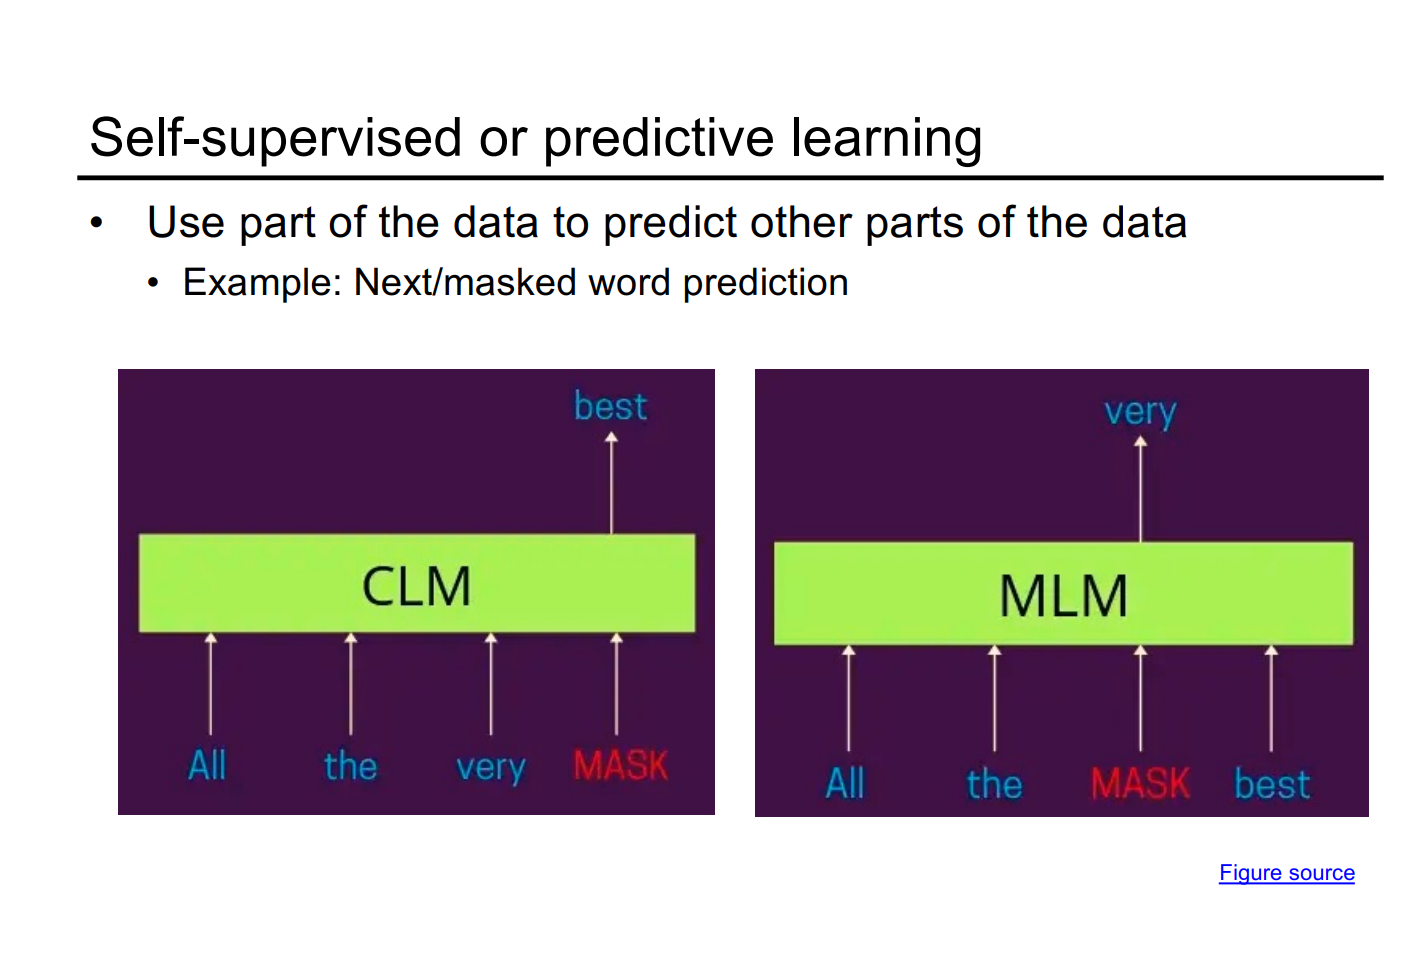 Self-supervised or predictive learning
• Use part of the data to predict other parts of the data
• Example: Next/masked word prediction
best
CLM
All the very MASK
very
MLM
All the MASK best
Figure source